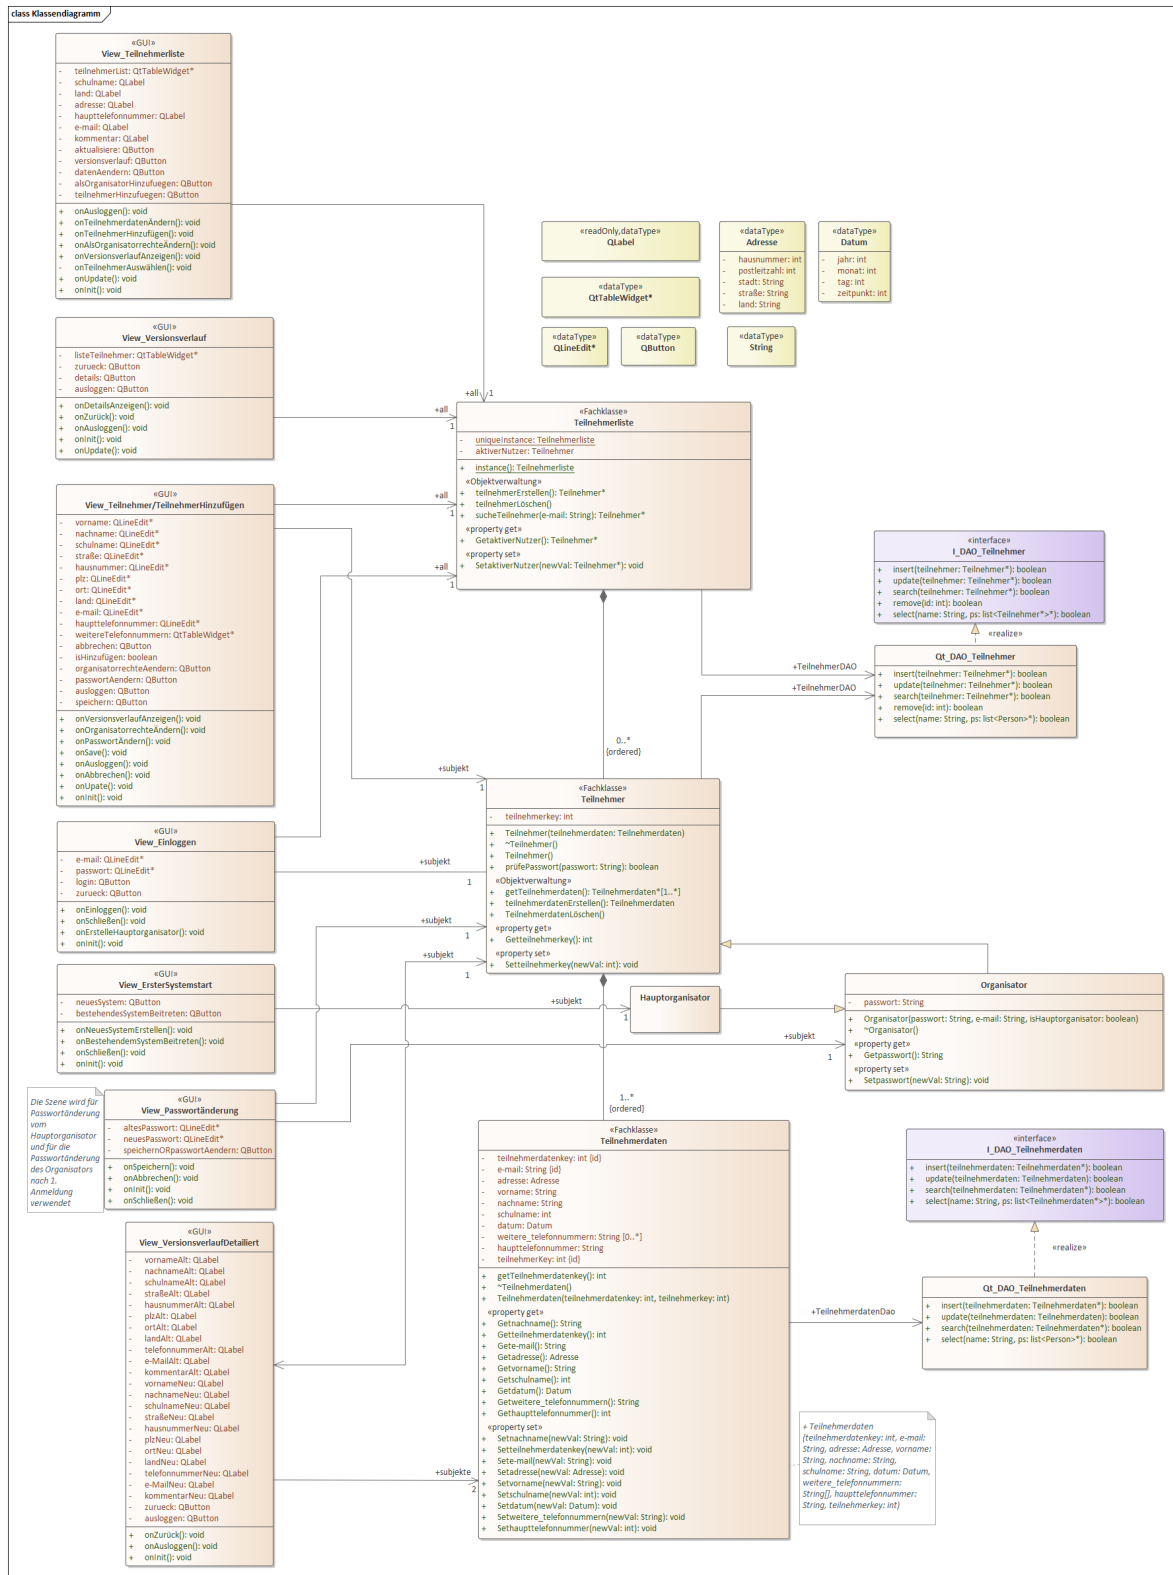 class Klassendiagramm
«GUI»
View_Teilnehmerliste
- teilnehmerList: QtTableWidget*
- schulname: QLabel
- land: QLabel
- adresse: QLabel
- haupttelefonnummer: QLabel
- e-mail: QLabel
- kommentar: QLabel
- aktualisiere: QButton
- versionsverlauf: QButton
- datenAendern: QButton
- alsOrganisatorHinzufuegen: QButton
- teilnehmerHinzufuegen: QButton
+ onAusloggen(): void
+ onTeilnehmerdatenÄndern(): void
+ onTeilnehmerHinzufügen(): void
+ onAlsOrganisatorrechteÄndern(): void
+ onVersionsverlaufAnzeigen(): void
- onTeilnehmerAuswählen(): void
+ onUpdate(): void
+ onInit(): void
«readOnly,dataType»
QLabel
«dataType»
QtTableWidget*
«dataType»
QLineEdit*
«dataType»
QButton
«dataType»
Adresse
- hausnummer: int
- postleitzahl: int
- stadt: String
- straße: String
- land: String
«dataType»
Datum
- jahr: int
- monat: int
- tag: int
- zeitpunkt: int
«dataType»
String
«GUI»
View_Versionsverlauf
- listeTeilnehmer: QtTableWidget*
- zurueck: QButton
- details: QButton
- ausloggen: QButton
+ onDetailsAnzeigen(): void
+ onZurück(): void
+ onAusloggen(): void
+ onInit(): void
+ onUpdate(): void
+all
1
+all
1
+all
1
+all
1
«Fachklasse»
Teilnehmerliste
- uniqueInstance: Teilnehmerliste
- aktiverNutzer: Teilnehmer
+ instance(): Teilnehmerliste
«Objektverwaltung»
+ teilnehmerErstellen(): Teilnehmer*
+ teilnehmerLöschen()
+ sucheTeilnehmer(e-mail: String): Teilnehmer*
«property get»
+ GetaktiverNutzer(): Teilnehmer*
«property set»
+ SetaktiverNutzer(newVal: Teilnehmer*): void
«GUI»
View_Teilnehmer/TeilnehmerHinzufügen
- vorname: QLineEdit*
- nachname: QLineEdit*
- schulname: QLineEdit*
- straße: QLineEdit*
- hausnummer: QLineEdit*
- plz: QLineEdit*
- ort: QLineEdit*
- land: QLineEdit*
- e-mail: QLineEdit*
- haupttelefonnummer: QLineEdit*
- weitereTelefonnummern: QtTableWidget*
- abbrechen: QButton
- isHinzufügen: boolean
- organisatorrechteAendern: QButton
- passwortAendern: QButton
- ausloggen: QButton
- speichern: QButton
+ onVersionsverlaufAnzeigen(): void
+ onOrganisatorrechteÄndern(): void
+ onPasswortÄndern(): void
+ onSave(): void
+ onAusloggen(): void
+ onAbbrechen(): void
+ onUpate(): void
+ onInit(): void
«interface»
I_DAO_Teilnehmer
+ insert(teilnehmer: Teilnehmer*): boolean
+ update(teilnehmer: Teilnehmer*): boolean
+ search(teilnehmer: Teilnehmer*): boolean
+ remove(id: int): boolean
+ select(name: String, ps: list<Teilnehmer*>*): boolean
«realize»
Qt_DAO_Teilnehmer
+ insert(teilnehmer: Teilnehmer*): boolean
+ update(teilnehmer: Teilnehmer*): boolean
+ search(teilnehmer: Teilnehmer*): boolean
+ remove(id: int): boolean
+ select(name: String, ps: list<Person>*): boolean
+TeilnehmerDAO
+TeilnehmerDAO
0..*
{ordered}
+subjekt
1
«Fachklasse»
Teilnehmer
- teilnehmerkey: int
+ Teilnehmer(teilnehmerdaten: Teilnehmerdaten)
+ ~Teilnehmer()
+ Teilnehmer()
+ prüfePasswort(passwort: String): boolean
«Objektverwaltung»
+ getTeilnehmerdaten(): Teilnehmerdaten*[1..*]
+ teilnehmerdatenErstellen(): Teilnehmerdaten
+ TeilnehmerdatenLöschen()
«property get»
+ Getteilnehmerkey(): int
«property set»
+ Setteilnehmerkey(newVal: int): void
«GUI»
View_Einloggen
- e-mail: QLineEdit*
- passwort: QLineEdit*
- login: QButton
- zurueck: QButton
+ onEinloggen(): void
+ onSchließen(): void
+ onErstelleHauptorganisator(): void
+ onInit(): void
+subjekt
1
+subjekt
1
+subjekt
1
«GUI»
View_ErsterSystemstart
- neuesSystem: QButton
- bestehendesSystemBeitreten: QButton
+ onNeuesSystemErstellen(): void
+ onBestehendemSystemBeitreten(): void
+ onSchließen(): void
+ onInit(): void
+subjekt
1
Hauptorganisator
Organisator
- passwort: String
+ Organisator(passwort: String, e-mail: String, isHauptorganisator: boolean)
+ ~Organisator()
«property get»
+ Getpasswort(): String
«property set»
+ Setpasswort(newVal: String): void
+subjekt
1
Die Szene wird für
Passwortänderung
vom
Hauptorganisator
und für die
Passwortänderung
des Organisators
nach 1.
Anmeldung
verwendet
«GUI»
View_Passwortänderung
- altesPasswort: QLineEdit*
- neuesPasswort: QLineEdit*
- speichernORpasswortAendern: QButton
+ onSpeichern(): void
+ onAbbrechen(): void
+ onInit(): void
+ onSchließen(): void
1..*
{ordered}
«Fachklasse»
Teilnehmerdaten
- teilnehmerdatenkey: int {id}
- e-mail: String {id}
- adresse: Adresse
- vorname: String
- nachname: String
- schulname: int
- datum: Datum
- weitere_telefonnummern: String [0..*]
- haupttelefonnummer: String
- teilnehmerKey: int {id}
+ getTeilnehmerdatenkey(): int
+ ~Teilnehmerdaten()
+ Teilnehmerdaten(teilnehmerdatenkey: int, teilnehmerkey: int)
«property get»
+ Getnachname(): String
+ Getteilnehmerdatenkey(): int
+ Gete-mail(): String
+ Getadresse(): Adresse
+ Getvorname(): String
+ Getschulname(): int
+ Getdatum(): Datum
+ Getweitere_telefonnummern(): String
+ Gethaupttelefonnummer(): int
«property set»
+ Setnachname(newVal: String): void
+ Setteilnehmerdatenkey(newVal: int): void
+ Sete-mail(newVal: String): void
+ Setadresse(newVal: Adresse): void
+ Setvorname(newVal: String): void
+ Setschulname(newVal: int): void
+ Setdatum(newVal: Datum): void
+ Setweitere_telefonnummern(newVal: String): void
+ Sethaupttelefonnummer(newVal: int): void
«interface»
I_DAO_Teilnehmerdaten
+ insert(teilnehmerdaten: Teilnehmerdaten*): boolean
+ update(teilnehmerdaten: Teilnehmerdaten): boolean
+ search(teilnehmerdaten: Teilnehmerdaten*): boolean
+ select(name: String, ps: list<Teilnehmerdaten*>*): boolean
«realize»
Qt_DAO_Teilnehmerdaten
+ insert(teilnehmerdaten: Teilnehmerdaten*): boolean
+ update(teilnehmerdaten: Teilnehmerdaten): boolean
+ search(teilnehmerdaten: Teilnehmerdaten*): boolean
+ select(name: String, ps: list<Person>*): boolean
+TeilnehmerdatenDao
«GUI»
View_VersionsverlaufDetailiert
- vornameAlt: QLabel
- nachnameAlt: QLabel
- schulnameAlt: QLabel
- straßeAlt: QLabel
- hausnummerAlt: QLabel
- plzAlt: QLabel
- ortAlt: QLabel
- landAlt: QLabel
- telefonnummerAlt: QLabel
- e-MailAlt: QLabel
- kommentarAlt: QLabel
- vornameNeu: QLabel
- nachnameNeu: QLabel
- schulnameNeu: QLabel
- straßeNeu: QLabel
- hausnummerNeu: QLabel
- plzNeu: QLabel
- ortNeu: QLabel
- landNeu: QLabel
- telefonnummerNeu: QLabel
- e-MailNeu: QLabel
- kommentarNeu: QLabel
- zurueck: QButton
- ausloggen: QButton
+ onZurück(): void
+ onAusloggen(): void
+ onInit(): void
+subjekte
2
+ Teilnehmerdaten
(teilnehmerdatenkey: int, e-mail:
String, adresse: Adresse, vorname:
String, nachname: String,
schulname: String, datum: Datum,
weitere_telefonnummern:
String[], haupttelefonnummer:
String, teilnehmerkey: int)